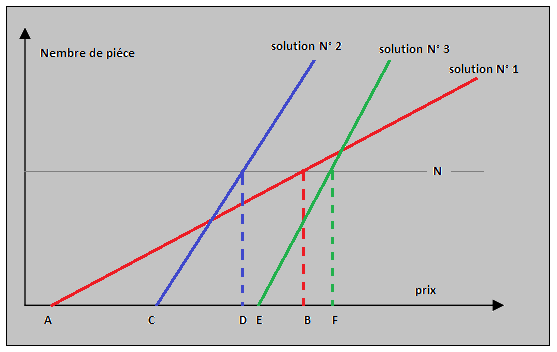 solution N° 2
solution N° 3
Nembre de piéce
solution N° 1
N
prix
A
C
D
E
B
F